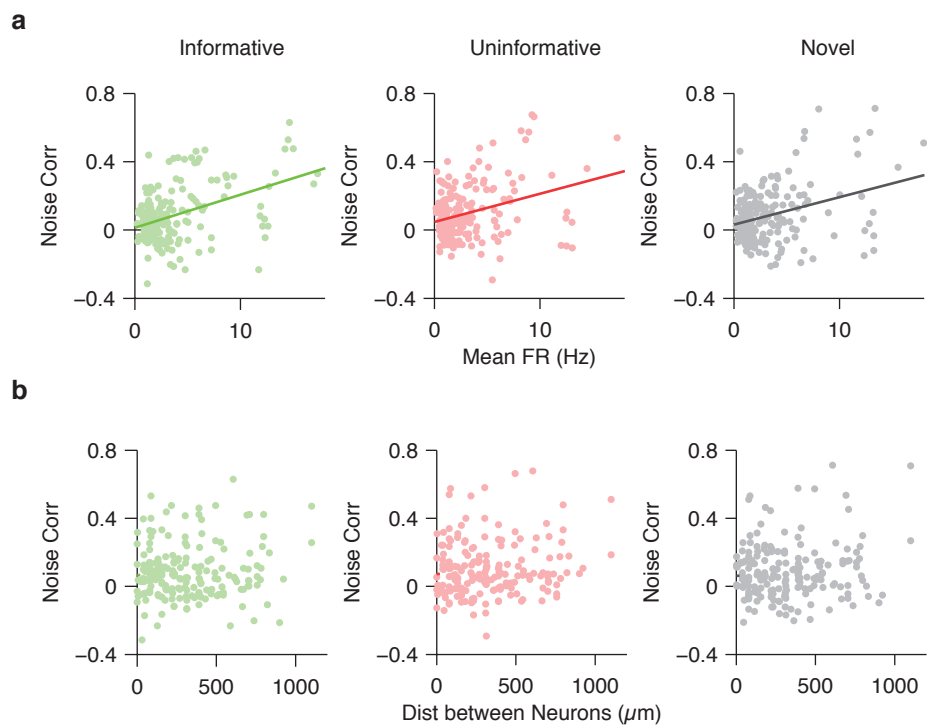 a
Informative Uninformative Novel
0.8 0.8 0.8
0.4 0.4 0.4
0 0 0
−0.4 −0.4 −0.4
Noise Corr Noise Corr Noise Corr
0 10 0 10 0 10
Mean FR (Hz)
b
0.8 0.8 0.8
0.4 0.4 0.4
0 0 0
−0.4 −0.4 −0.4
Noise Corr Noise Corr Noise Corr
0 500 1000 0 500 1000 0 500 1000
Dist between Neurons (µm)